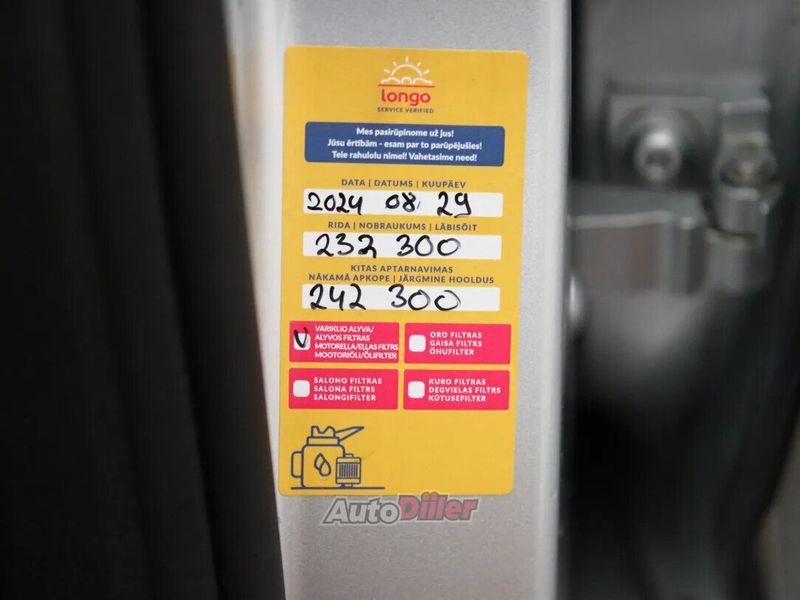 longo
SERVICE VERIFIED
Mes pasirūpinome už jus!
Jūsu ērtībām - esam par to parūpējušies!
Teie rahulolu nimel! Vahetasime need!
DATA | DATUMS | KUUPÄEV
2024 08. 29
RIDA | NOBRAUKUMS | LÄBISÕIT
232 300
KITAS APTARNAVIMAS
NĀKAMĀ APKOPE | JÄRGMINE HOOLDUS
242 300
V VARIKLIO ALYVA/
ALYVOS FILTRAS
MOTOREĻĻA/EĻĻAS FILTRS
MOOTORIÕLI/ÕLIFILTER
ORO FILTRAS
GAISA FILTRS
ÕHUFILTER
SALONO FILTRAS
SALONA FILTRS
SALONGIFILTER
KURO FILTRAS
DEGVIELAS FILTRS
KÜTUSEFILTER
AutoDiiler